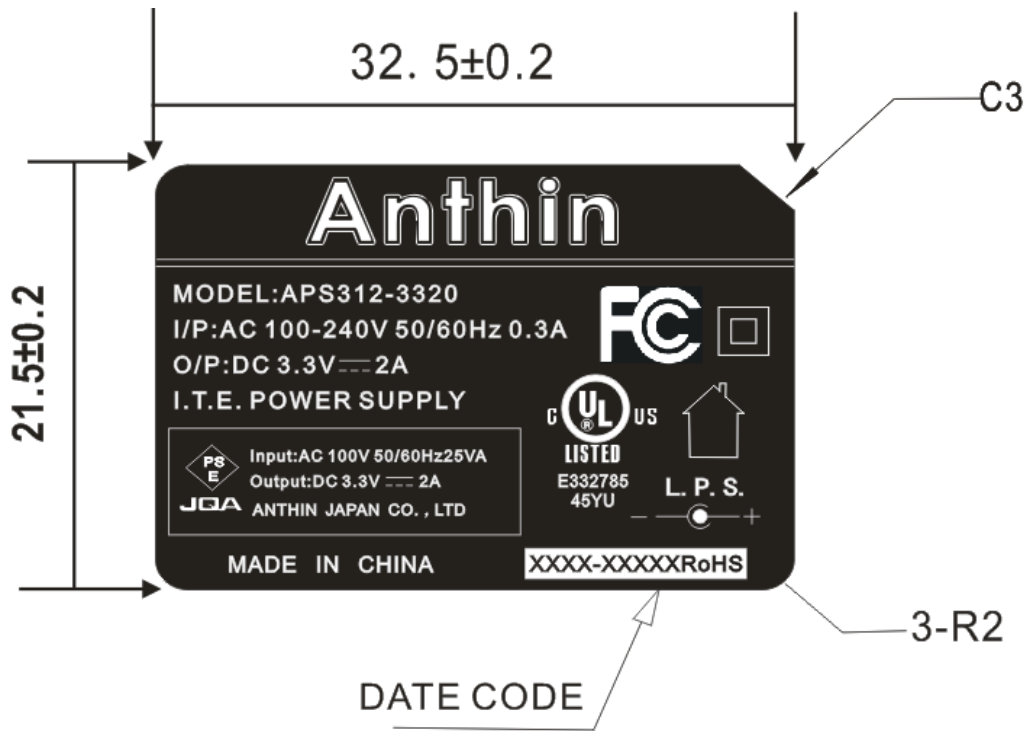 32. 5±0.2
C3
21.5±0.2
Anthin
MODEL:APS312-3320
I/P:AC 100-240V 50/60Hz 0.3A
O/P:DC 3.3V⎓2A
I.T.E. POWER SUPPLY
FC
C UL ® US
LISTED
E332785
45YU
L. P. S.
− +
PS
E
JQA
Input:AC 100V 50/60Hz25VA
Output:DC 3.3V ⎓ 2A
ANTHIN JAPAN CO. , LTD
MADE IN CHINA
XXXX-XXXXXRoHS
3-R2
DATE CODE